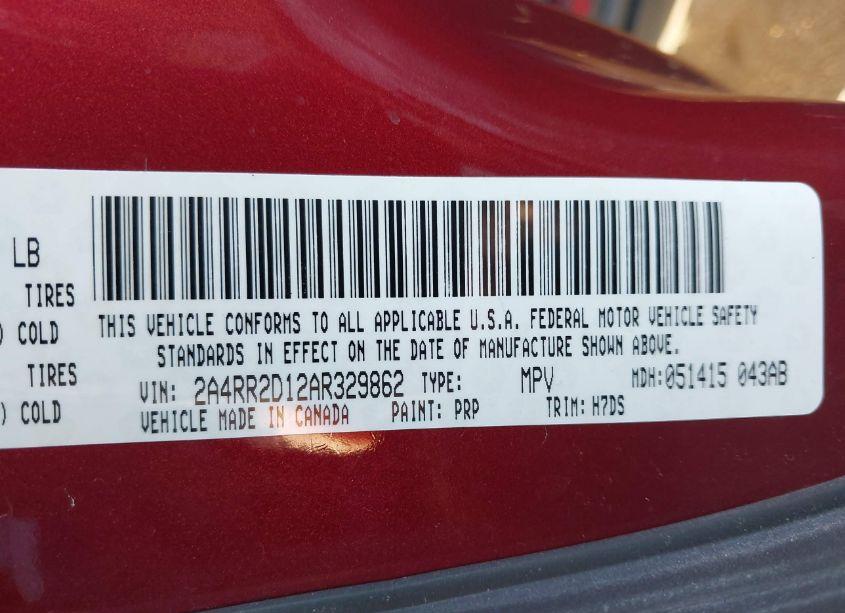 LB
TIRES
) COLD
TIRES
) COLD
THIS VEHICLE CONFORMS TO ALL APPLICABLE U.S.A. FEDERAL MOTOR VEHICLE SAFETY
STANDARDS IN EFFECT ON THE DATE OF MANUFACTURE SHOWN ABOVE.
VIN: 2A4RR2D12AR329862 TYPE: MPV MDH:051415 043AB
VEHICLE MADE IN CANADA PAINT: PRP TRIM: H7DS